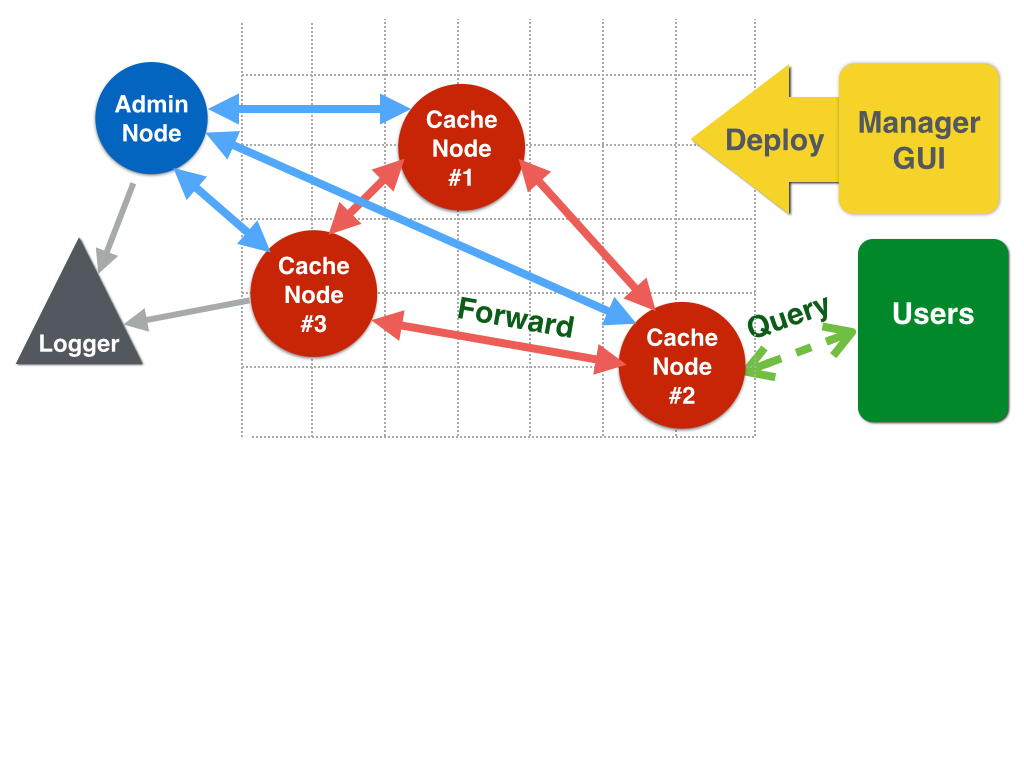 Admin
Node
Cache
Node
#1
Deploy
Manager
GUI
Cache
Node
#3
Forward
Query
Users
Logger
Cache
Node
#2